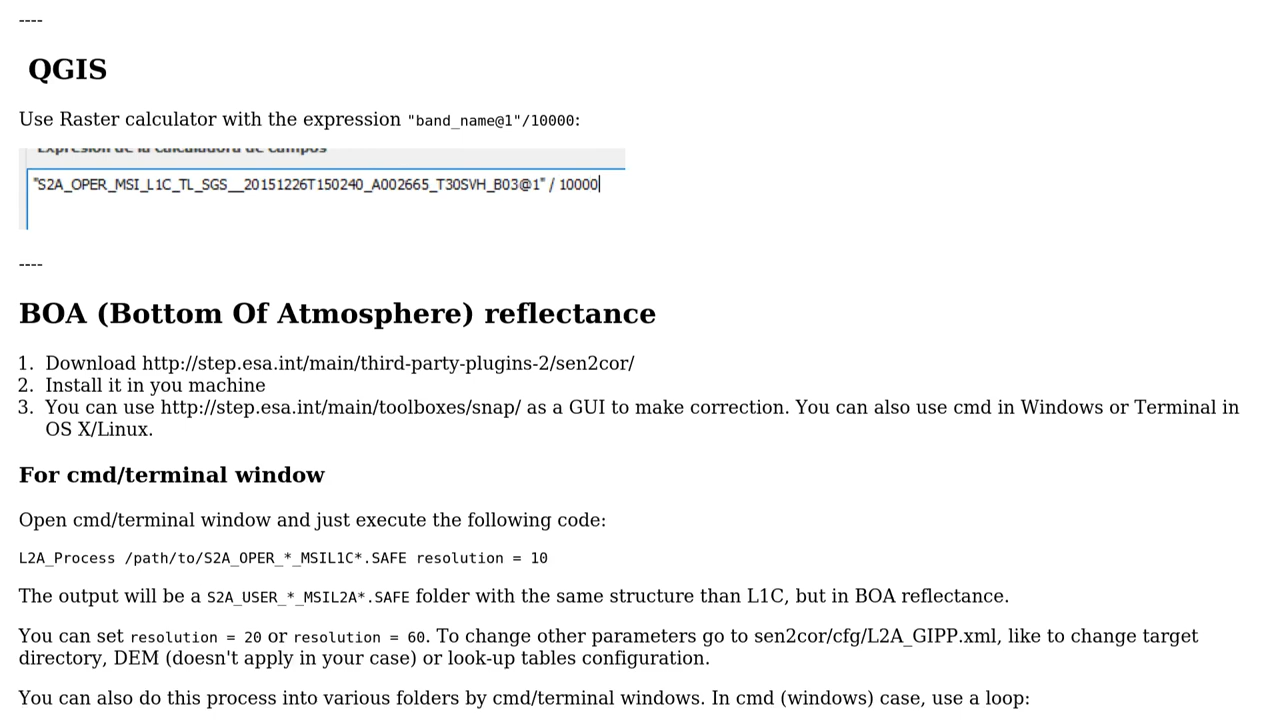 ----
QGIS
Use Raster calculator with the expression "band_name@1"/10000:
Expresión de la calculadora de campos
"S2A_OPER_MSI_L1C_TL_SGS__20151226T150240_A002665_T30SVH_B03@1" / 10000
----
BOA (Bottom Of Atmosphere) reflectance
1. Download http://step.esa.int/main/third-party-plugins-2/sen2cor/
2. Install it in you machine
3. You can use http://step.esa.int/main/toolboxes/snap/ as a GUI to make correction. You can also use cmd in Windows or Terminal in
OS X/Linux.
For cmd/terminal window
Open cmd/terminal window and just execute the following code:
L2A_Process /path/to/S2A_OPER_*_MSIL1C*.SAFE resolution = 10
The output will be a S2A_USER_*_MSIL2A*.SAFE folder with the same structure than L1C, but in BOA reflectance.
You can set resolution = 20 or resolution = 60. To change other parameters go to sen2cor/cfg/L2A_GIPP.xml, like to change target
directory, DEM (doesn't apply in your case) or look-up tables configuration.
You can also do this process into various folders by cmd/terminal windows. In cmd (windows) case, use a loop: